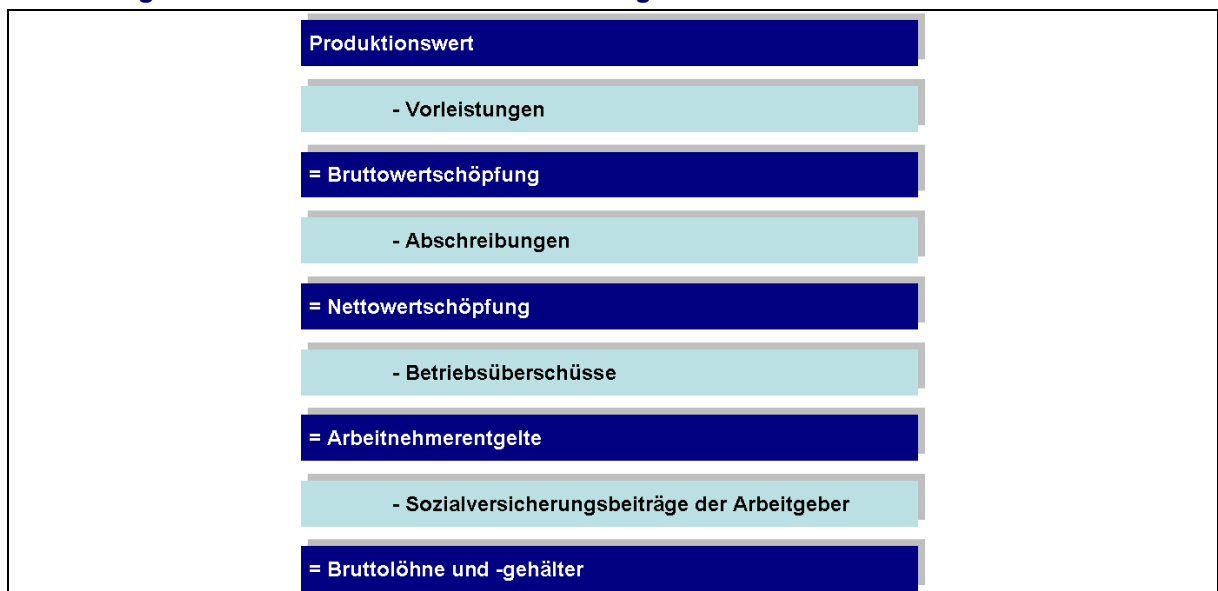 Produktionswert
- Vorleistungen
= Bruttowertschöpfung
- Abschreibungen
= Nettowertschöpfung
- Betriebsüberschüsse
= Arbeitnehmerentgelte
- Sozialversicherungsbeiträge der Arbeitgeber
= Bruttolöhne und -gehälter